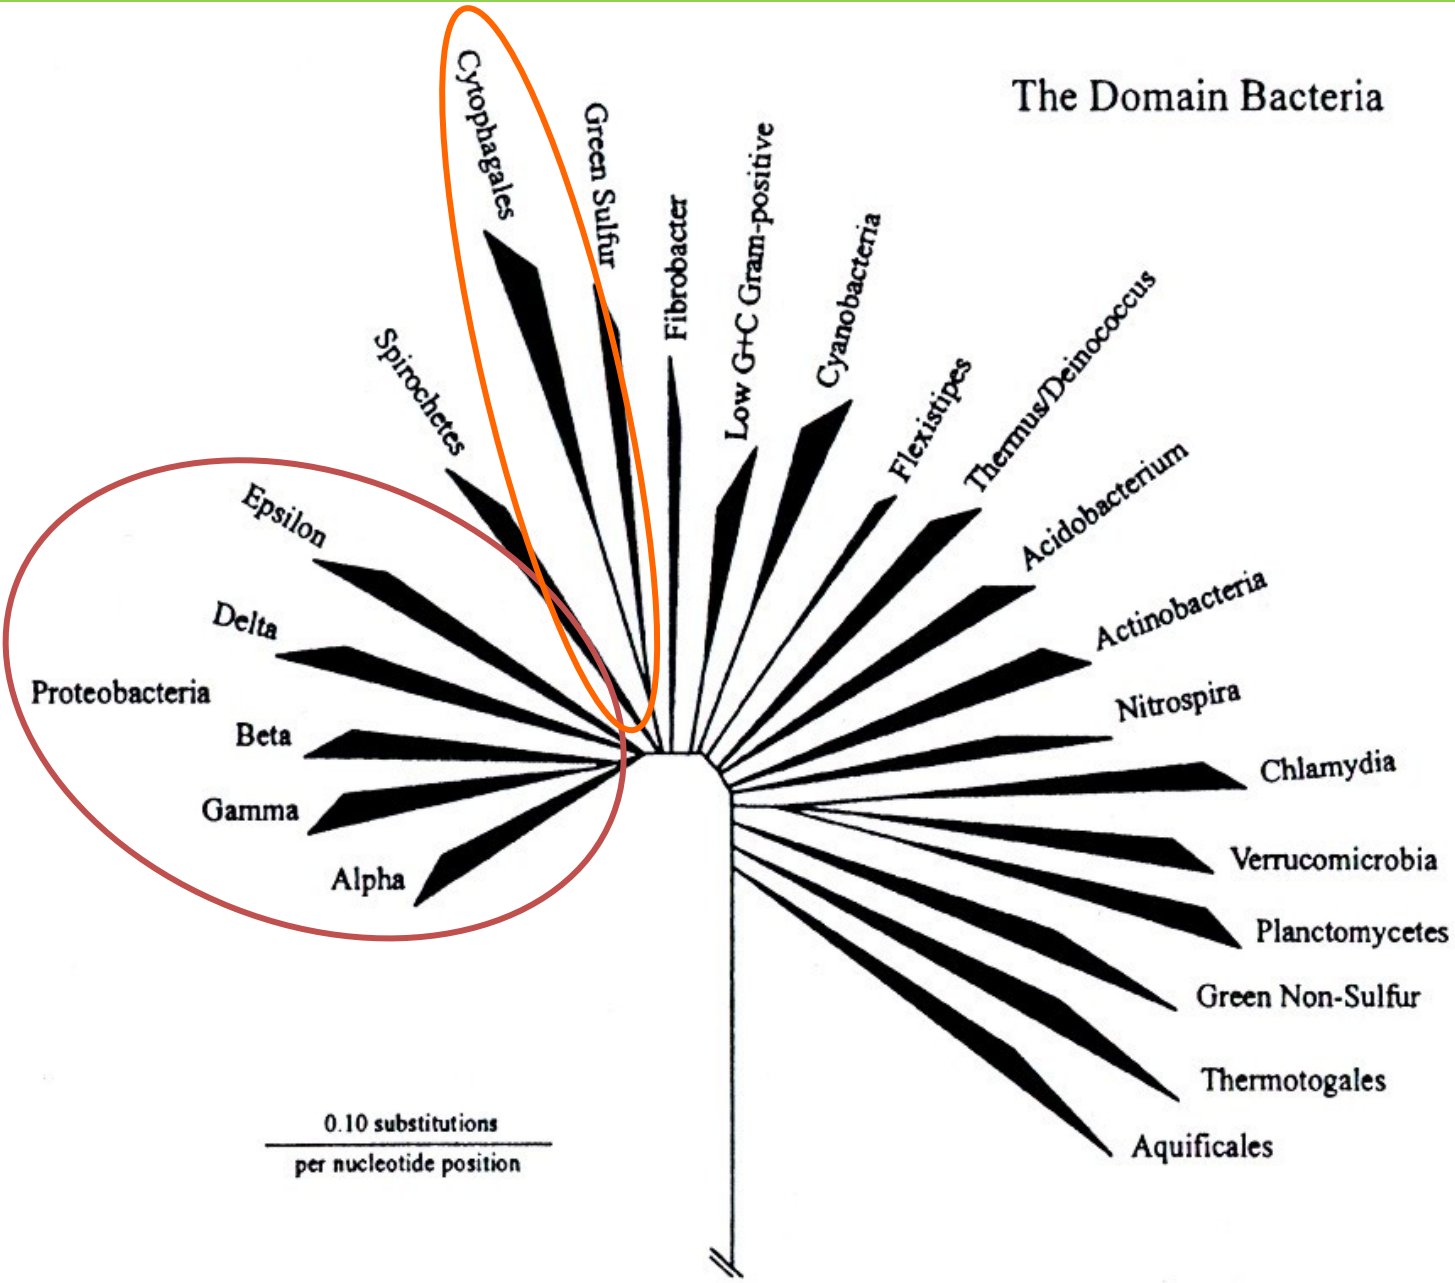 The Domain Bacteria
Cytophagales
Green Sulfur
Fibrobacter
Low G+C Gram-positive
Cyanobacteria
Flexistipes
Thermus/Deinococcus
Acidobacterium
Actinobacteria
Nitrospira
Chlamydia
Verrucomicrobia
Planctomycetes
Green Non-Sulfur
Thermotogales
Aquificales
Spirochetes
Epsilon
Delta
Proteobacteria
Beta
Gamma
Alpha
0.10 substitutions
per nucleotide position